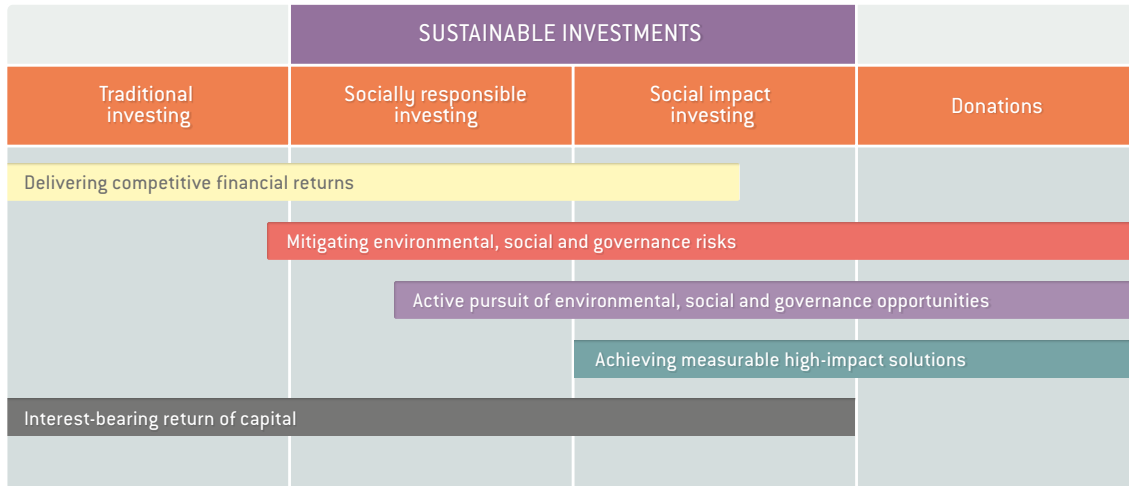 SUSTAINABLE INVESTMENTS
Traditional
investing
Socially responsible
investing
Social impact
investing
Donations
Delivering competitive financial returns
Mitigating environmental, social and governance risks
Active pursuit of environmental, social and governance opportunities
Achieving measurable high-impact solutions
Interest-bearing return of capital